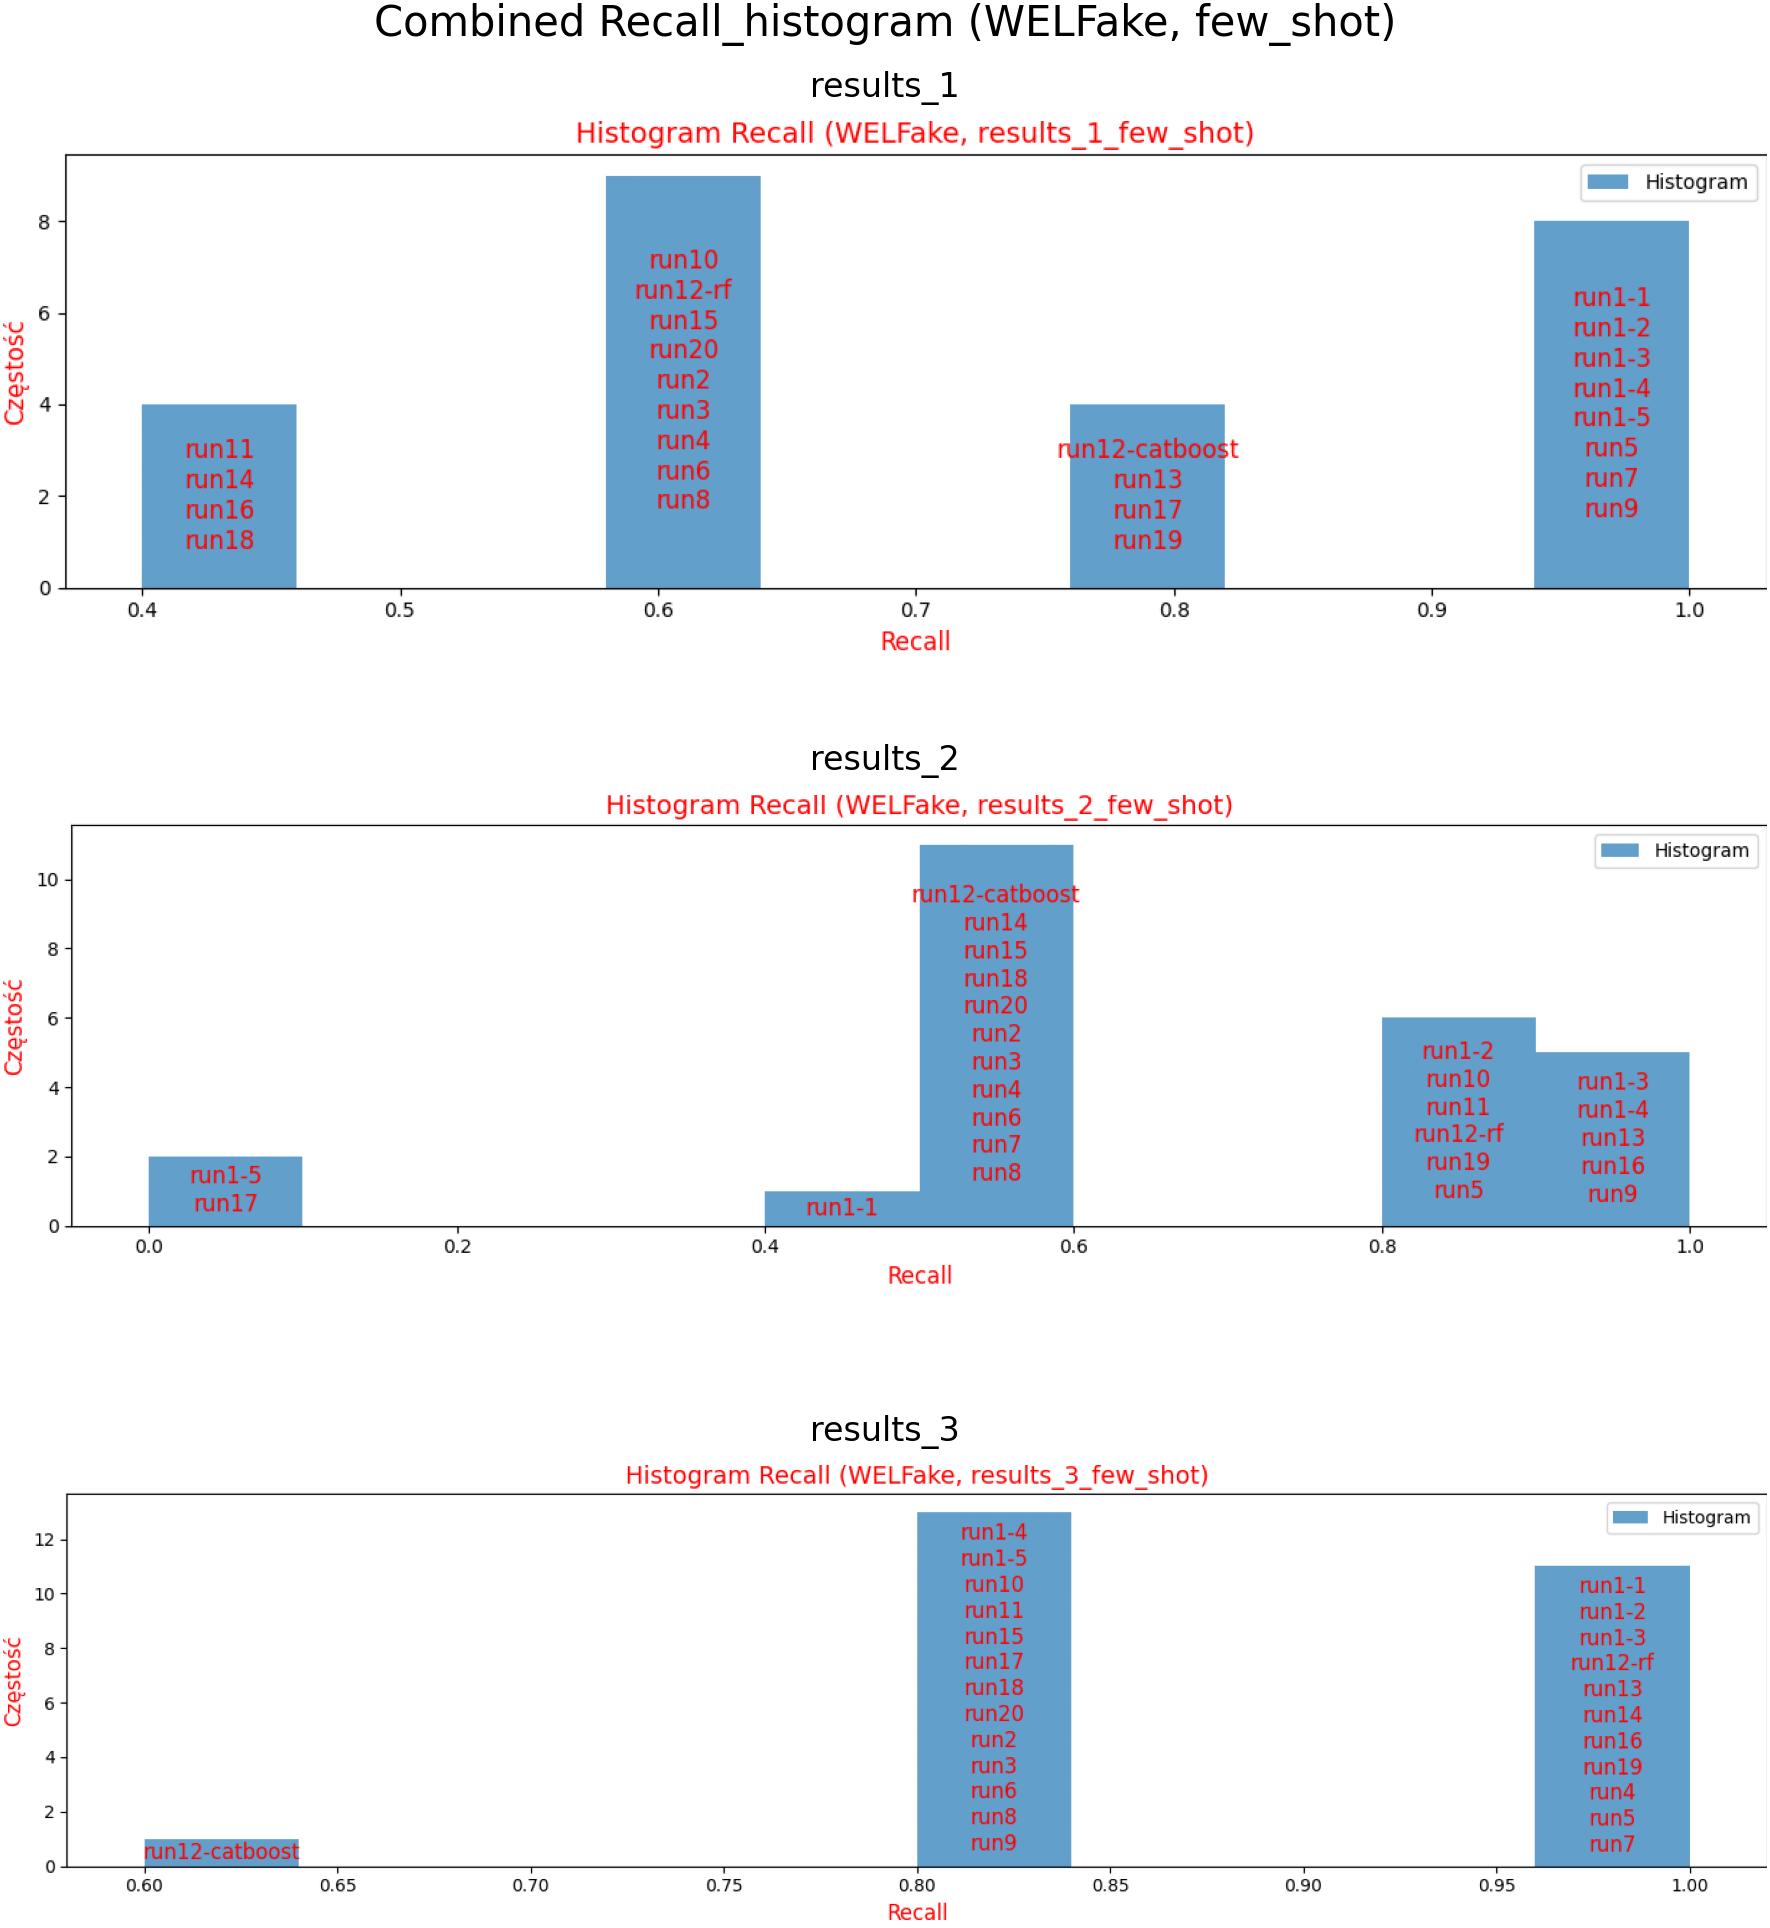 Combined Recall_histogram (WELFake, few_shot)
results_1
Histogram Recall (WELFake, results_1_few_shot)
Histogram
Częstość
8
6
4
2
0
run11
run14
run16
run18
run10
run12-rf
run15
run20
run2
run3
run4
run6
run8
run12-catboost
run13
run17
run19
run1-1
run1-2
run1-3
run1-4
run1-5
run5
run7
run9
0.4 0.5 0.6 0.7 0.8 0.9 1.0
Recall
results_2
Histogram Recall (WELFake, results_2_few_shot)
Histogram
Częstość
10
8
6
4
2
0
run1-5
run17
run1-1
run12-catboost
run14
run15
run18
run20
run2
run3
run4
run6
run7
run8
run1-2
run10
run11
run12-rf
run19
run5
run1-3
run1-4
run13
run16
run9
0.0 0.2 0.4 0.6 0.8 1.0
Recall
results_3
Histogram Recall (WELFake, results_3_few_shot)
Histogram
Częstość
12
10
8
6
4
2
0
run12-catboost
run1-4
run1-5
run10
run11
run15
run17
run18
run20
run2
run3
run6
run8
run9
run1-1
run1-2
run1-3
run12-rf
run13
run14
run16
run19
run4
run5
run7
0.60 0.65 0.70 0.75 0.80 0.85 0.90 0.95 1.00
Recall